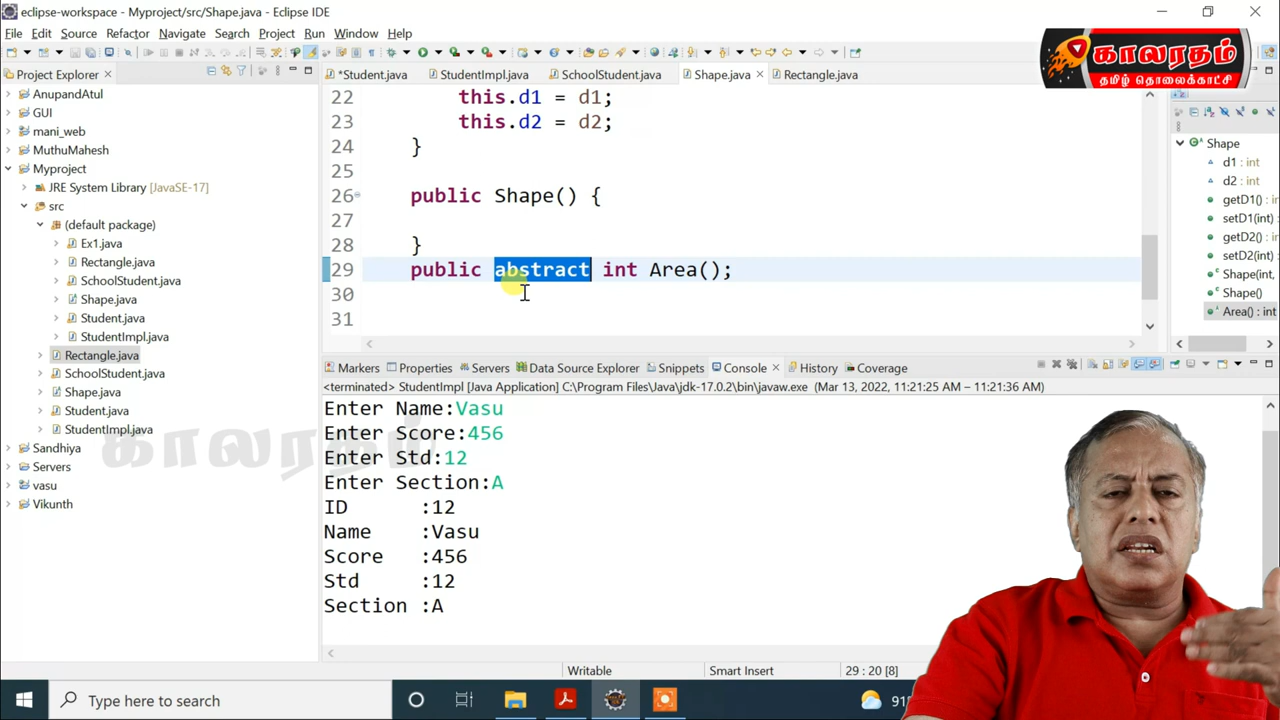 eclipse-workspace - Myproject/src/Shape.java - Eclipse IDE
File Edit Source Refactor Navigate Search Project Run Window Help
காலரதம்
தமிழ் தொலைக்காட்சி
Project Explorer
*Student.java StudentImpl.java SchoolStudent.java Shape.java Rectangle.java
AnupandAtul
GUI
mani_web
MuthuMahesh
Myproject
JRE System Library [JavaSE-17]
src
(default package)
Ex1.java
Rectangle.java
SchoolStudent.java
Shape.java
Student.java
StudentImpl.java
Rectangle.java
SchoolStudent.java
Shape.java
Student.java
StudentImpl.java
Sandhiya
Servers
vasu
Vikunth
22 this.d1 = d1;
23 this.d2 = d2;
24 }
25
26 public Shape() {
27
28 }
29 public abstract int Area();
30
31
Shape
d1 : int
d2 : int
getD1() : in
setD1(int)
getD2() : in
setD2(int)
Shape(int,
Shape()
Area() : int
Markers Properties Servers Data Source Explorer Snippets Console History Coverage
<terminated> StudentImpl [Java Application] C:\Program Files\Java\jdk-17.0.2\bin\javaw.exe (Mar 13, 2022, 11:21:25 AM – 11:21:36 AM)
Enter Name:Vasu
Enter Score:456
Enter Std:12
Enter Section:A
ID :12
Name :Vasu
Score :456
Std :12
Section :A
காலரதம்
Writable Smart Insert 29 : 20 [8]
Type here to search